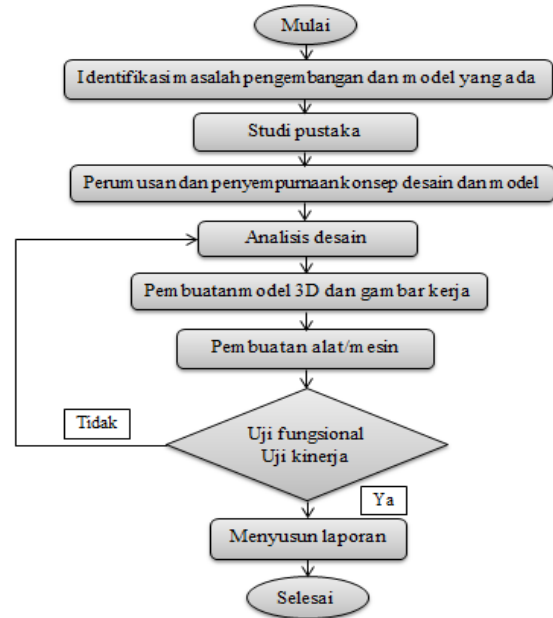 Mulai
Identifikasi masalah pengembangan dan model yang ada
Studi pustaka
Perumusan dan penyempurnaan konsep desain dan model
Analisis desain
Pembuatan model 3D dan gambar kerja
Pembuatan alat/mesin
Tidak
Uji fungsional
Uji kinerja
Ya
Menyusun laporan
Selesai